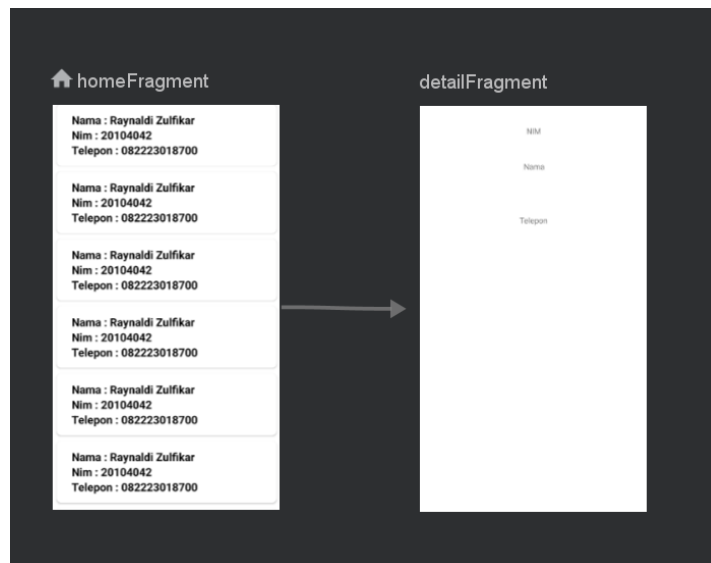 homeFragment
Nama : Raynaldi Zulfikar
Nim : 20104042
Telepon : 082223018700
Nama : Raynaldi Zulfikar
Nim : 20104042
Telepon : 082223018700
Nama : Raynaldi Zulfikar
Nim : 20104042
Telepon : 082223018700
Nama : Raynaldi Zulfikar
Nim : 20104042
Telepon : 082223018700
Nama : Raynaldi Zulfikar
Nim : 20104042
Telepon : 082223018700
Nama : Raynaldi Zulfikar
Nim : 20104042
Telepon : 082223018700
detailFragment
NIM
Nama
Telepon